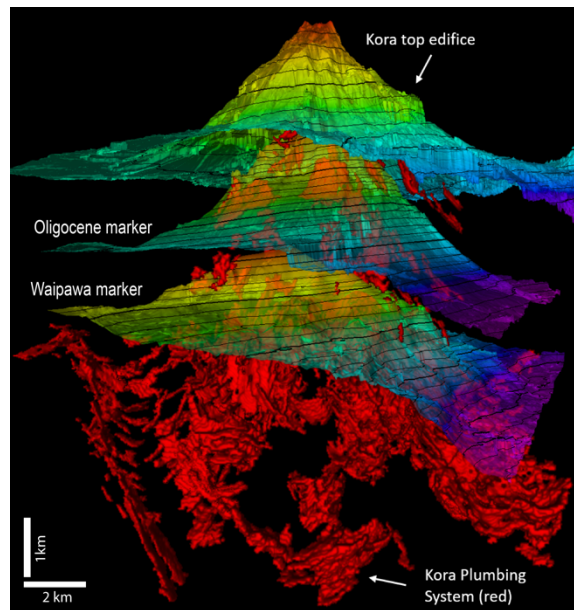 Kora top edifice
Oligocene marker
Waipawa marker
1km
2 km
Kora Plumbing
System (red)